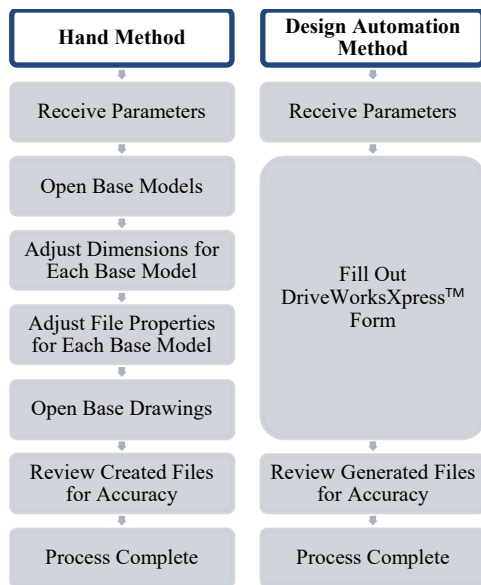 Hand Method
Receive Parameters
Open Base Models
Adjust Dimensions for
Each Base Model
Adjust File Properties
for Each Base Model
Open Base Drawings
Review Created Files
for Accuracy
Process Complete
Design Automation
Method
Receive Parameters
Fill Out
DriveWorksXpress™
Form
Review Generated Files
for Accuracy
Process Complete